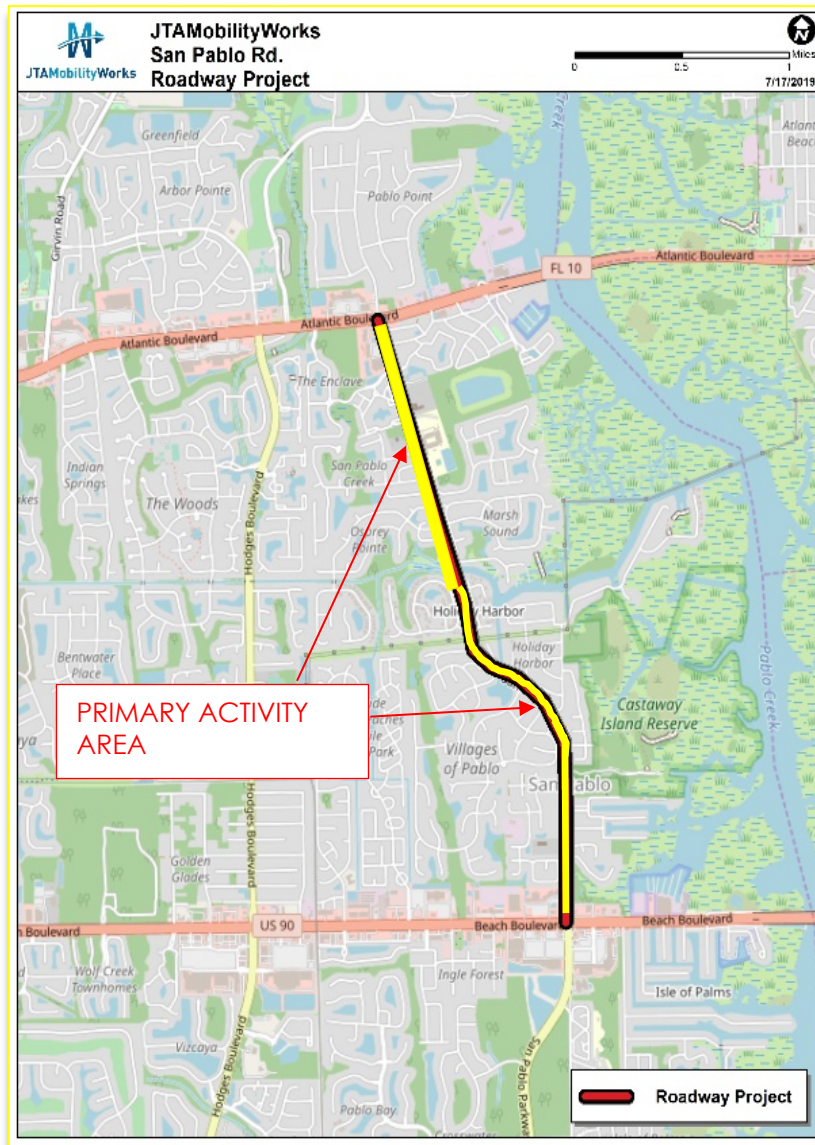 JTAMobilityWorks
JTAMobilityWorks
San Pablo Rd.
Roadway Project
N
Miles
0
0.5
1
7/17/2019
Creek
Greenfield
Atlantic
Beach
Girvin Road
Arbor Pointe
Pablo Point
FL 10
Atlantic Boulevard
Atlantic Boulevard
Atlantic Boulevard
The Enclave
Indian
Springs
San Pablo
Creek
The Woods
Hodges Boulevard
Marsh
Sound
Osprey
Pointe
Holiday Harbor
Bentwater
Place
Holiday
Harbor
Pablo Creek
PRIMARY ACTIVITY
AREA
Castaway
Island Reserve
Villages
of Pablo
San Pablo
Hodges Boulevard
Golden
Glades
Boulevard
US 90
Beach Boulevard
Beach Boulevard
Wolf Creek
Townhomes
Ingle Forest
Isle of Palms
Vizcaya
Hodges Boulevard
San Pablo Parkway
Pablo Bay
Roadway Project